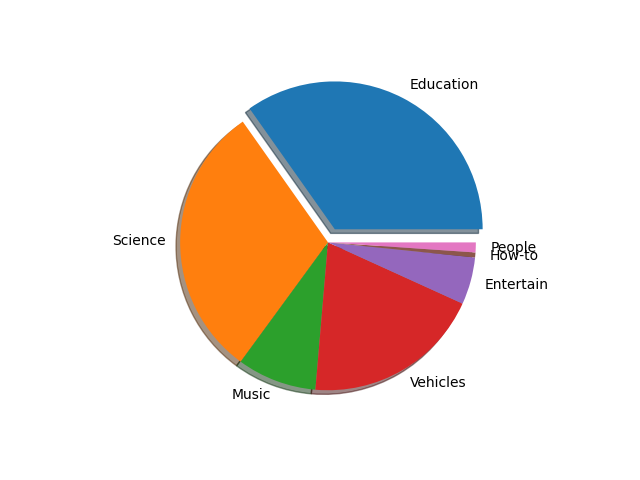 Education
Science
People
How-to
Entertain
Vehicles
Music